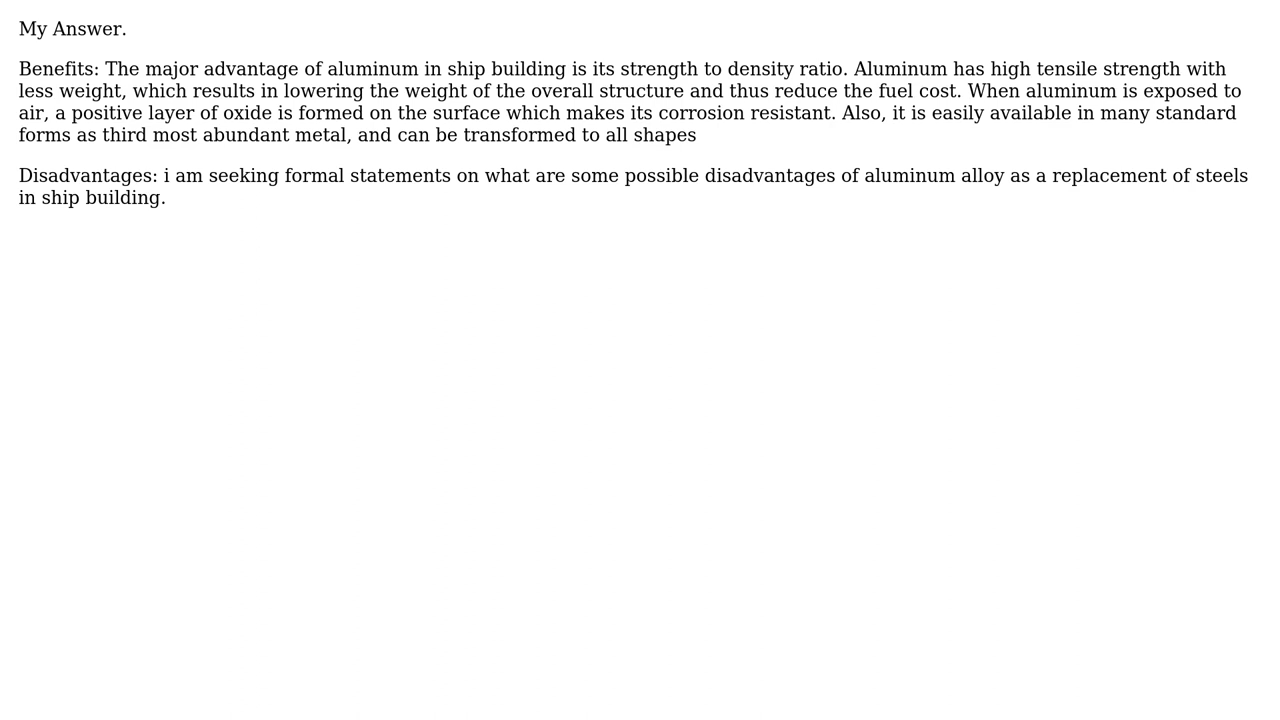 My Answer.
Benefits: The major advantage of aluminum in ship building is its strength to density ratio. Aluminum has high tensile strength with
less weight, which results in lowering the weight of the overall structure and thus reduce the fuel cost. When aluminum is exposed to
air, a positive layer of oxide is formed on the surface which makes its corrosion resistant. Also, it is easily available in many standard
forms as third most abundant metal, and can be transformed to all shapes
Disadvantages: i am seeking formal statements on what are some possible disadvantages of aluminum alloy as a replacement of steels
in ship building.